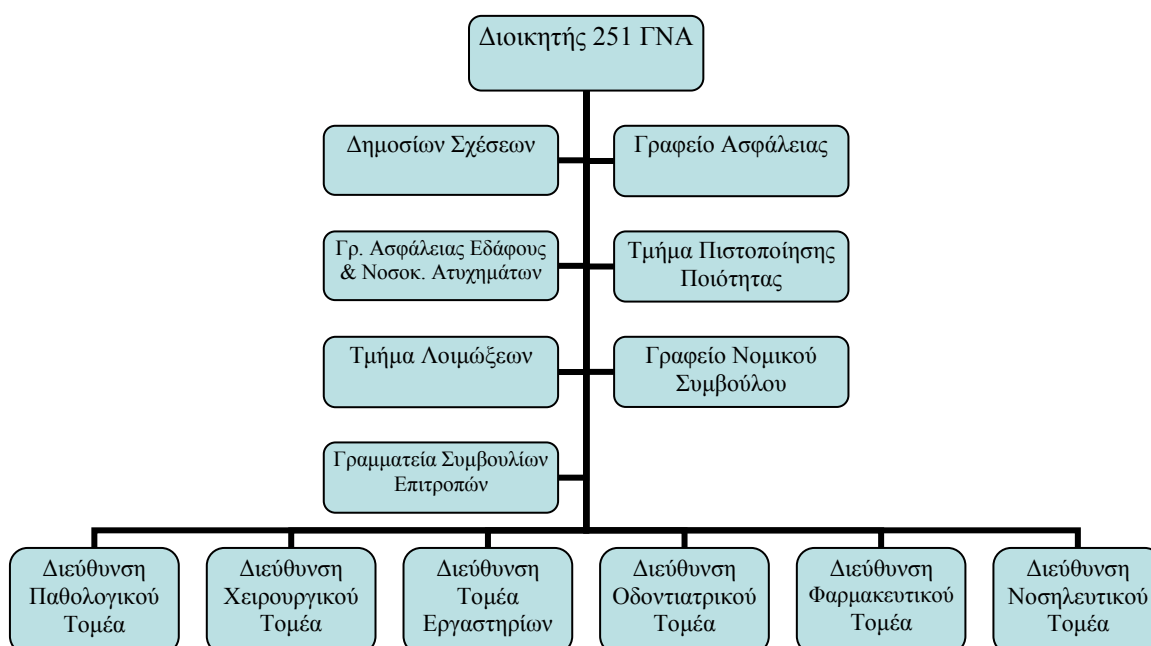 Διοικητής 251 ΓΝΑ
Δημοσίων Σχέσεων
Γραφείο Ασφάλειας
Γρ. Ασφάλειας Εδάφους
& Νοσοκ. Ατυχημάτων
Τμήμα Πιστοποίησης
Ποιότητας
Τμήμα Λοιμώξεων
Γραφείο Νομικού
Συμβούλου
Γραμματεία Συμβουλίων
Επιτροπών
Διεύθυνση
Παθολογικού
Τομέα
Διεύθυνση
Χειρουργικού
Τομέα
Διεύθυνση
Τομέα
Εργαστηρίων
Διεύθυνση
Οδοντιατρικού
Τομέα
Διεύθυνση
Φαρμακευτικού
Τομέα
Διεύθυνση
Νοσηλευτικού
Τομέα